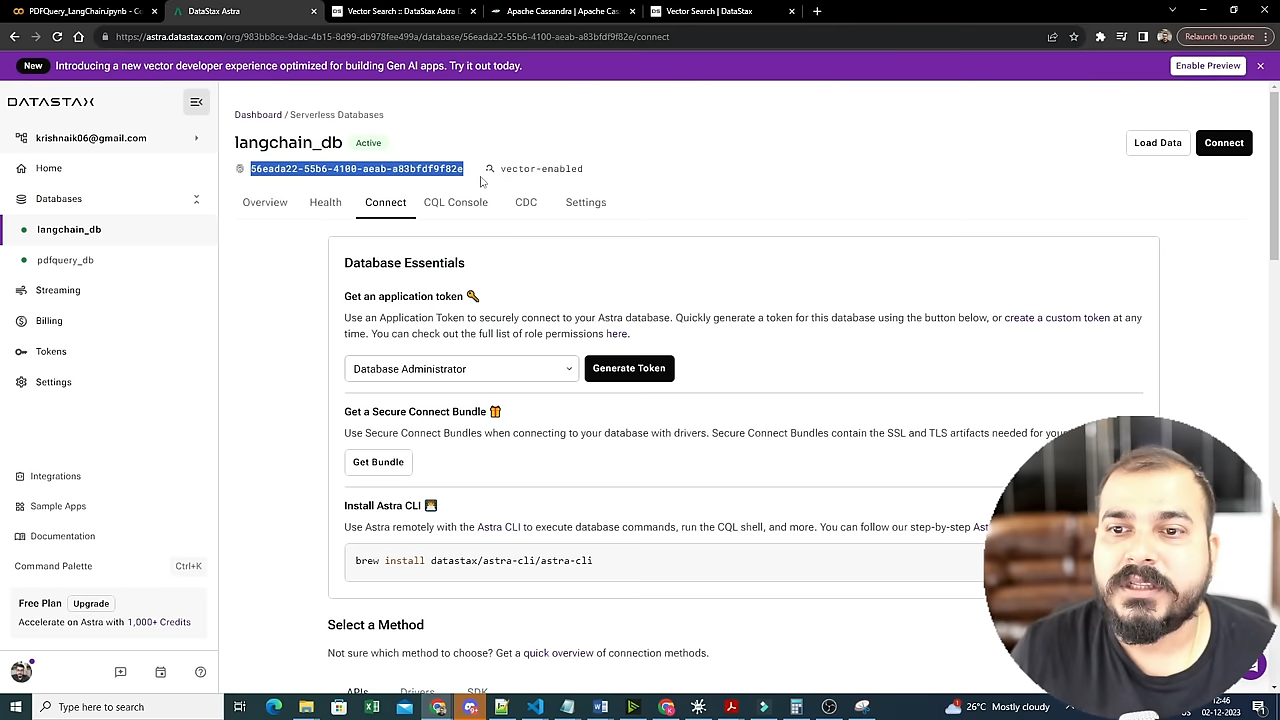 PDFQuery_LangChain.ipynb - Co
DataStax Astra
Vector Search :: DataStax Astra D
Apache Cassandra | Apache Cass
Vector Search | DataStax
https://astra.datastax.com/org/983bb8ce-9dac-4b15-8d99-db978fee499a/database/56eada22-55b6-4100-aeab-a83bfdf9f82e/connect
Relaunch to update
New
Introducing a new vector developer experience optimized for building Gen AI apps. Try it out today.
Enable Preview
DATASTAX
krishnaik06@gmail.com
Home
Databases
langchain_db
pdfquery_db
Streaming
Billing
Tokens
Settings
Integrations
Sample Apps
Documentation
Command Palette
Ctrl+K
Free Plan
Upgrade
Accelerate on Astra with 1,000+ Credits
Dashboard / Serverless Databases
langchain_db
Active
Load Data
Connect
56eada22-55b6-4100-aeab-a83bfdf9f82e
vector-enabled
Overview
Health
Connect
CQL Console
CDC
Settings
Database Essentials
Get an application token
Use an Application Token to securely connect to your Astra database. Quickly generate a token for this database using the button below, or create a custom token at any
time. You can check out the full list of role permissions here.
Database Administrator
Generate Token
Get a Secure Connect Bundle
Use Secure Connect Bundles when connecting to your database with drivers. Secure Connect Bundles contain the SSL and TLS artifacts needed for
Get Bundle
Install Astra CLI
Use Astra remotely with the Astra CLI to execute database commands, run the CQL shell, and more. You can follow our step-by-step
brew install datastax/astra-cli/astra-cli
Select a Method
Not sure which method to choose? Get a quick overview of connection methods.
APIs
Drivers
SDK
Type here to search
26°C Mostly cloudy
12:46
02-12-2023